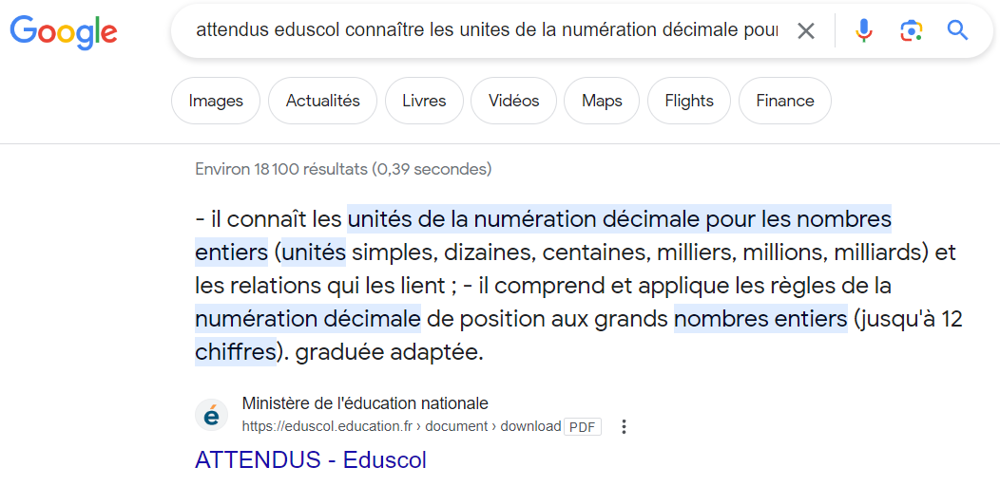 Google
attendus eduscol connaître les unites de la numération décimale pour
Images
Actualités
Livres
Vidéos
Maps
Flights
Finance
Environ 18 100 résultats (0,39 secondes)
- il connaît les unités de la numération décimale pour les nombres
entiers (unités simples, dizaines, centaines, milliers, millions, milliards) et
les relations qui les lient ; - il comprend et applique les règles de la
numération décimale de position aux grands nombres entiers (jusqu'à 12
chiffres). graduée adaptée.
é
Ministère de l'éducation nationale
https://eduscol.education.fr › document › download PDF
ATTENDUS - Eduscol